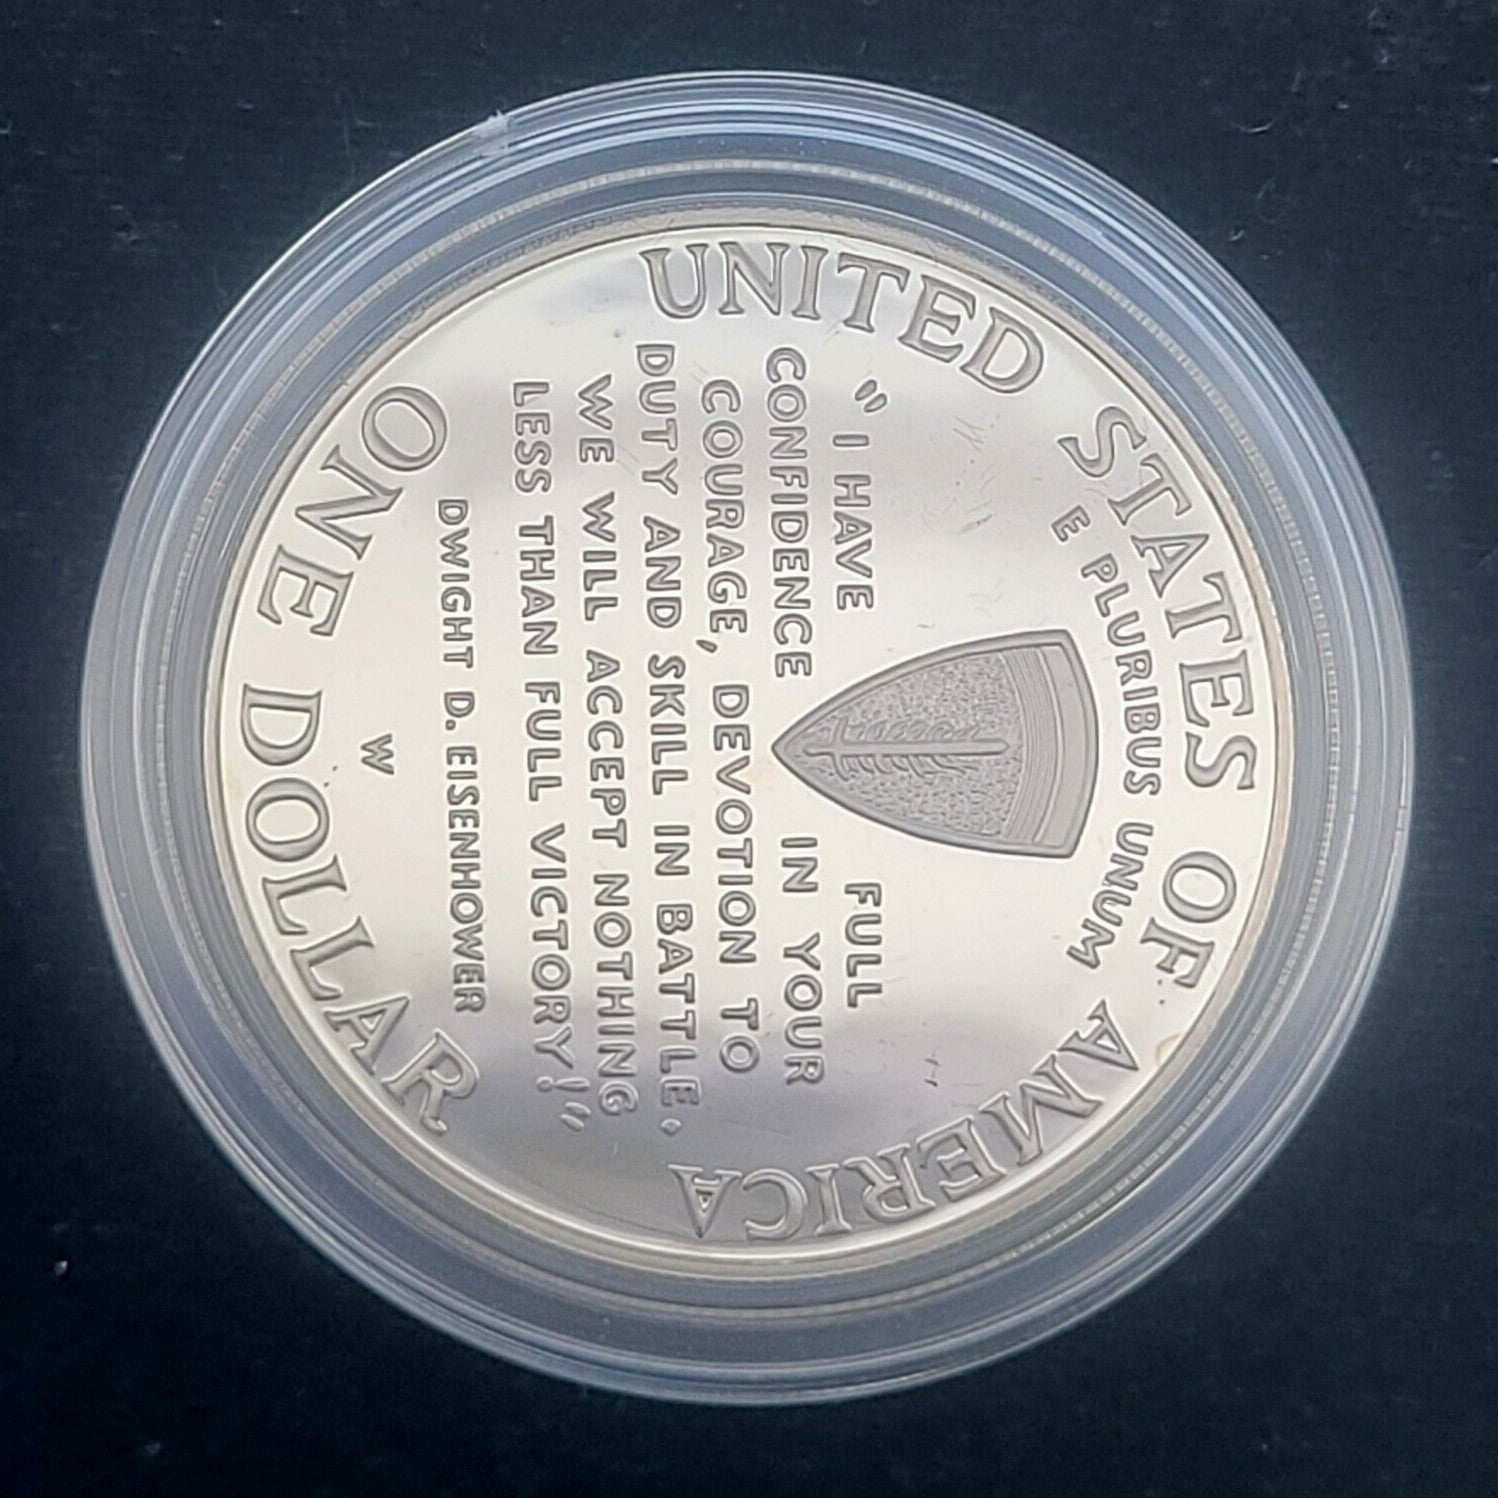 UNITED STATES OF AMERICA
E PLURIBUS UNUM
"I HAVE FULL
CONFIDENCE IN YOUR
COURAGE, DEVOTION TO
DUTY AND SKILL IN BATTLE.
WE WILL ACCEPT NOTHING
LESS THAN FULL VICTORY!"
DWIGHT D. EISENHOWER
W
ONE DOLLAR